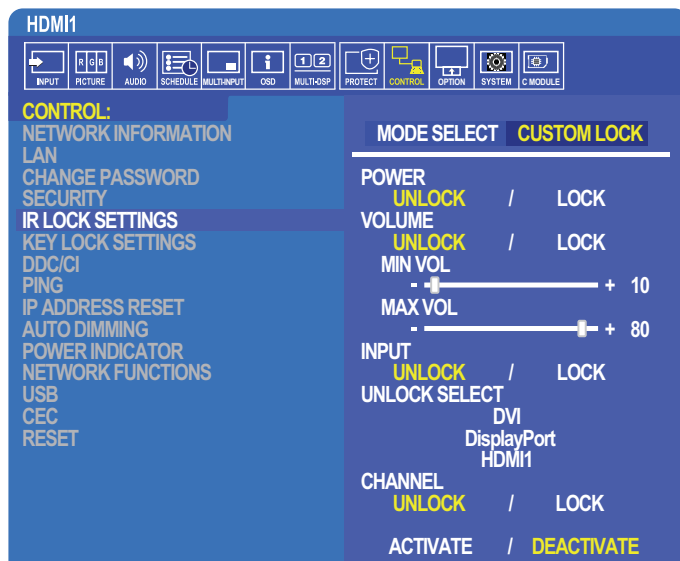 HDMI1
INPUT
RGB
PICTURE
AUDIO
SCHEDULE
MULTI-INPUT
i
OSD
1 2
MULTI-DSP
PROTECT
CONTROL
OPTION
SYSTEM
C MODULE
CONTROL:
NETWORK INFORMATION
LAN
CHANGE PASSWORD
SECURITY
IR LOCK SETTINGS
KEY LOCK SETTINGS
DDC/CI
PING
IP ADDRESS RESET
AUTO DIMMING
POWER INDICATOR
NETWORK FUNCTIONS
USB
CEC
RESET
MODE SELECT CUSTOM LOCK
POWER
UNLOCK / LOCK
VOLUME
UNLOCK / LOCK
MIN VOL
- + 10
MAX VOL
- + 80
INPUT
UNLOCK / LOCK
UNLOCK SELECT
DVI
DisplayPort
HDMI1
CHANNEL
UNLOCK / LOCK
ACTIVATE / DEACTIVATE